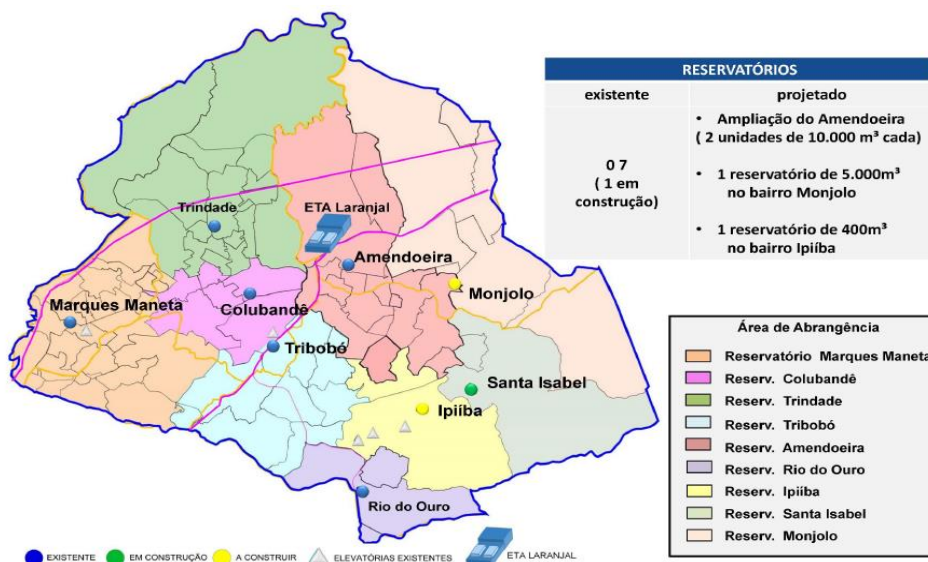 RESERVATÓRIOS
existente
projetado
0 7
( 1 em
construção)
• Ampliação do Amendoeira
( 2 unidades de 10.000 m³ cada)
• 1 reservatório de 5.000m³
no bairro Monjolo
• 1 reservatório de 400m³
no bairro Ipiíba
Trindade
ETA Laranjal
Amendoeira
Monjolo
Marques Maneta
Colubandê
Tribobó
Santa Isabel
Ipiíba
Rio do Ouro
Área de Abrangência
Reservatório Marques Maneta
Reserv. Colubandê
Reserv. Trindade
Reserv. Tribobó
Reserv. Amendoeira
Reserv. Rio do Ouro
Reserv. Ipiíba
Reserv. Santa Isabel
Reserv. Monjolo
EXISTENTE
EM CONSTRUÇÃO
A CONSTRUIR
ELEVATÓRIAS EXISTENTES
ETA LARANJAL